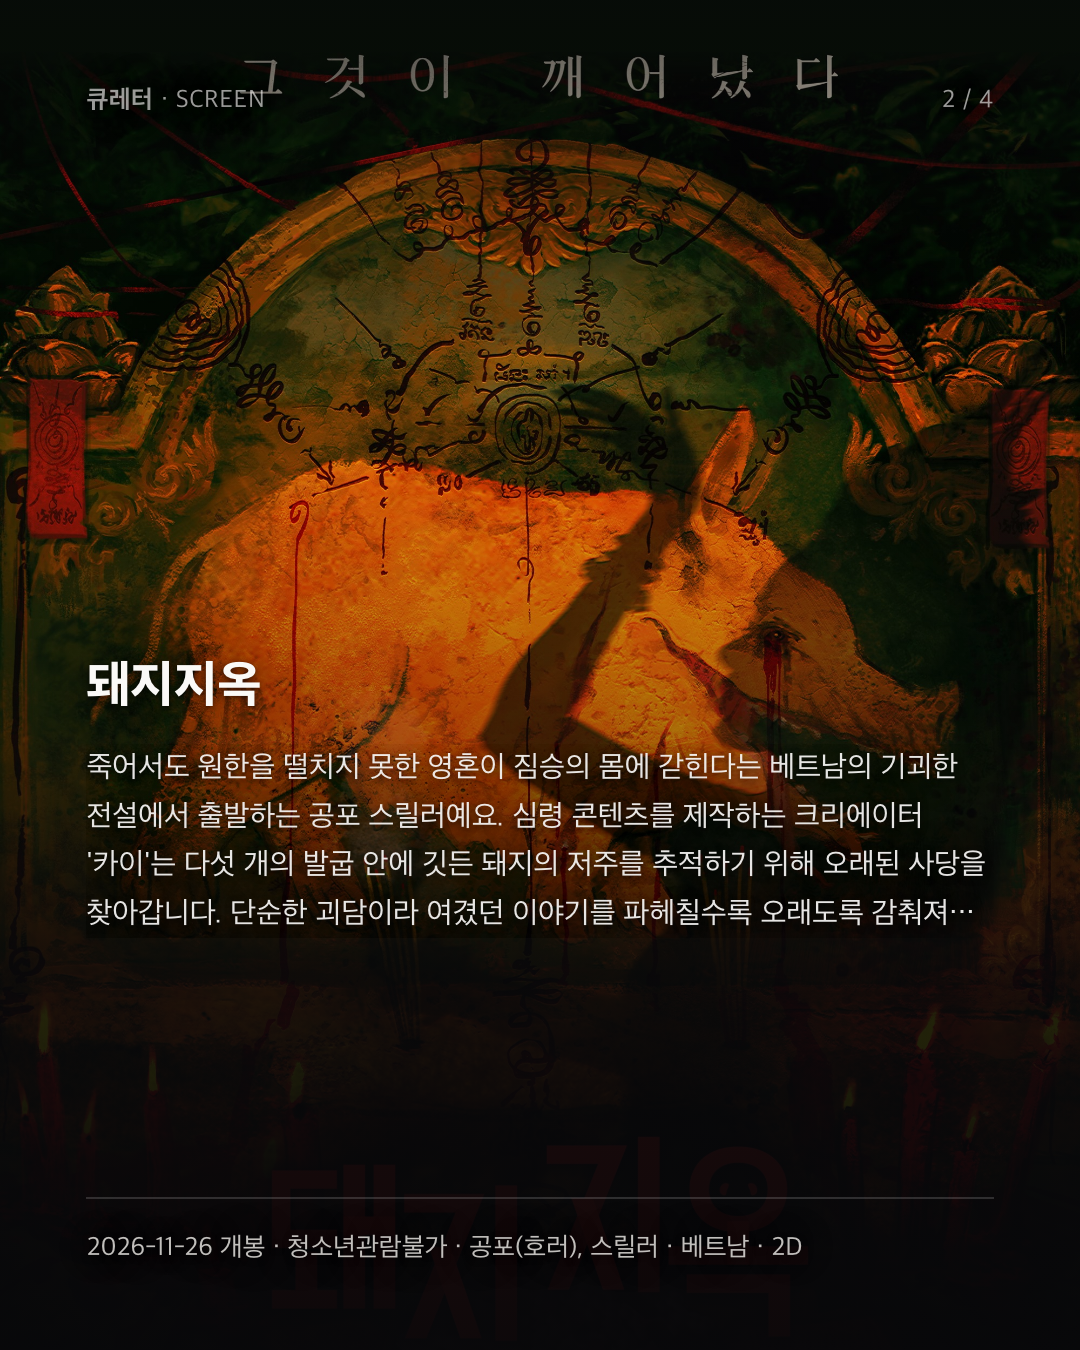 그것이 깨어났다
큐레터 · SCREEN
2 / 4
돼지지옥
죽어서도 원한을 떨치지 못한 영혼이 짐승의 몸에 갇힌다는 베트남의 기괴한
전설에서 출발하는 공포 스릴러예요. 심령 콘텐츠를 제작하는 크리에이터
'카이'는 다섯 개의 발굽 안에 깃든 돼지의 저주를 추적하기 위해 오래된 사당을
찾아갑니다. 단순한 괴담이라 여겼던 이야기를 파헤칠수록 오래도록 감춰져…
돼지지옥
2026-11-26 개봉 · 청소년관람불가 · 공포(호러), 스릴러 · 베트남 · 2D